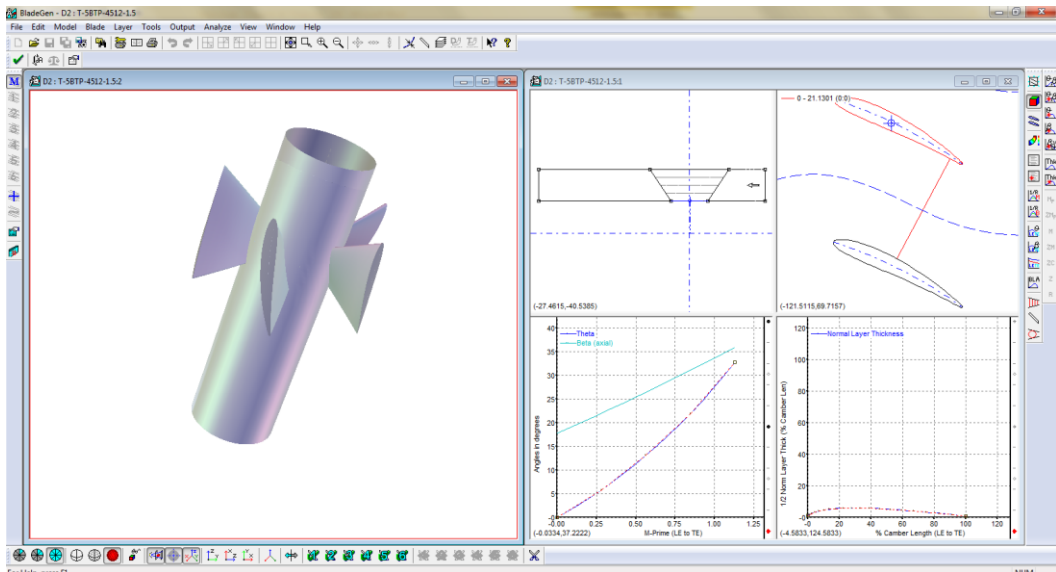 BladeGen - D2 : T-5BTP-4512-1.5
File Edit Model Blade Layer Tools Output Analyze View Window Help
M
D2 : T-5BTP-4512-1.5:2
D2 : T-5BTP-4512-1.5:1
0 - 21.1301 (0:0)
(-27.4615,-40.5385)
(-121.5115,69.7157)
Theta
Beta (axial)
Angles in degrees
40
35
30
25
20
15
10
5
-0
-0.00 0.25 0.50 0.75 1.00
(-0.0334,37.2222)
M-Prime (LE to TE)
Normal Layer Thickness
1/2 Norm Layer Thick (% Camber Len)
120
100
80
60
40
20
-0
-0 20 40 60 80 100 120
(-4.5833,124.5833)
% Camber Length (LE to TE)
BLA